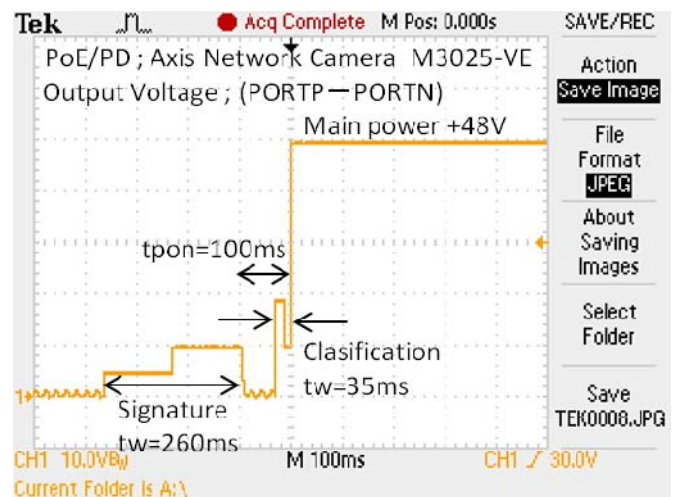 Tek Acq Complete M Pos: 0.000s SAVE/REC
PoE/PD ; Axis Network Camera M3025-VE
Output Voltage ; (PORTP－PORTN)
Main power +48V
tpon=100ms
Clasification
tw=35ms
Signature
tw=260ms
1
Action
Save Image
File
Format
JPEG
About
Saving
Images
Select
Folder
Save
TEK0008.JPG
CH1 10.0VBW M 100ms CH1 30.0V
Current Folder is A:\